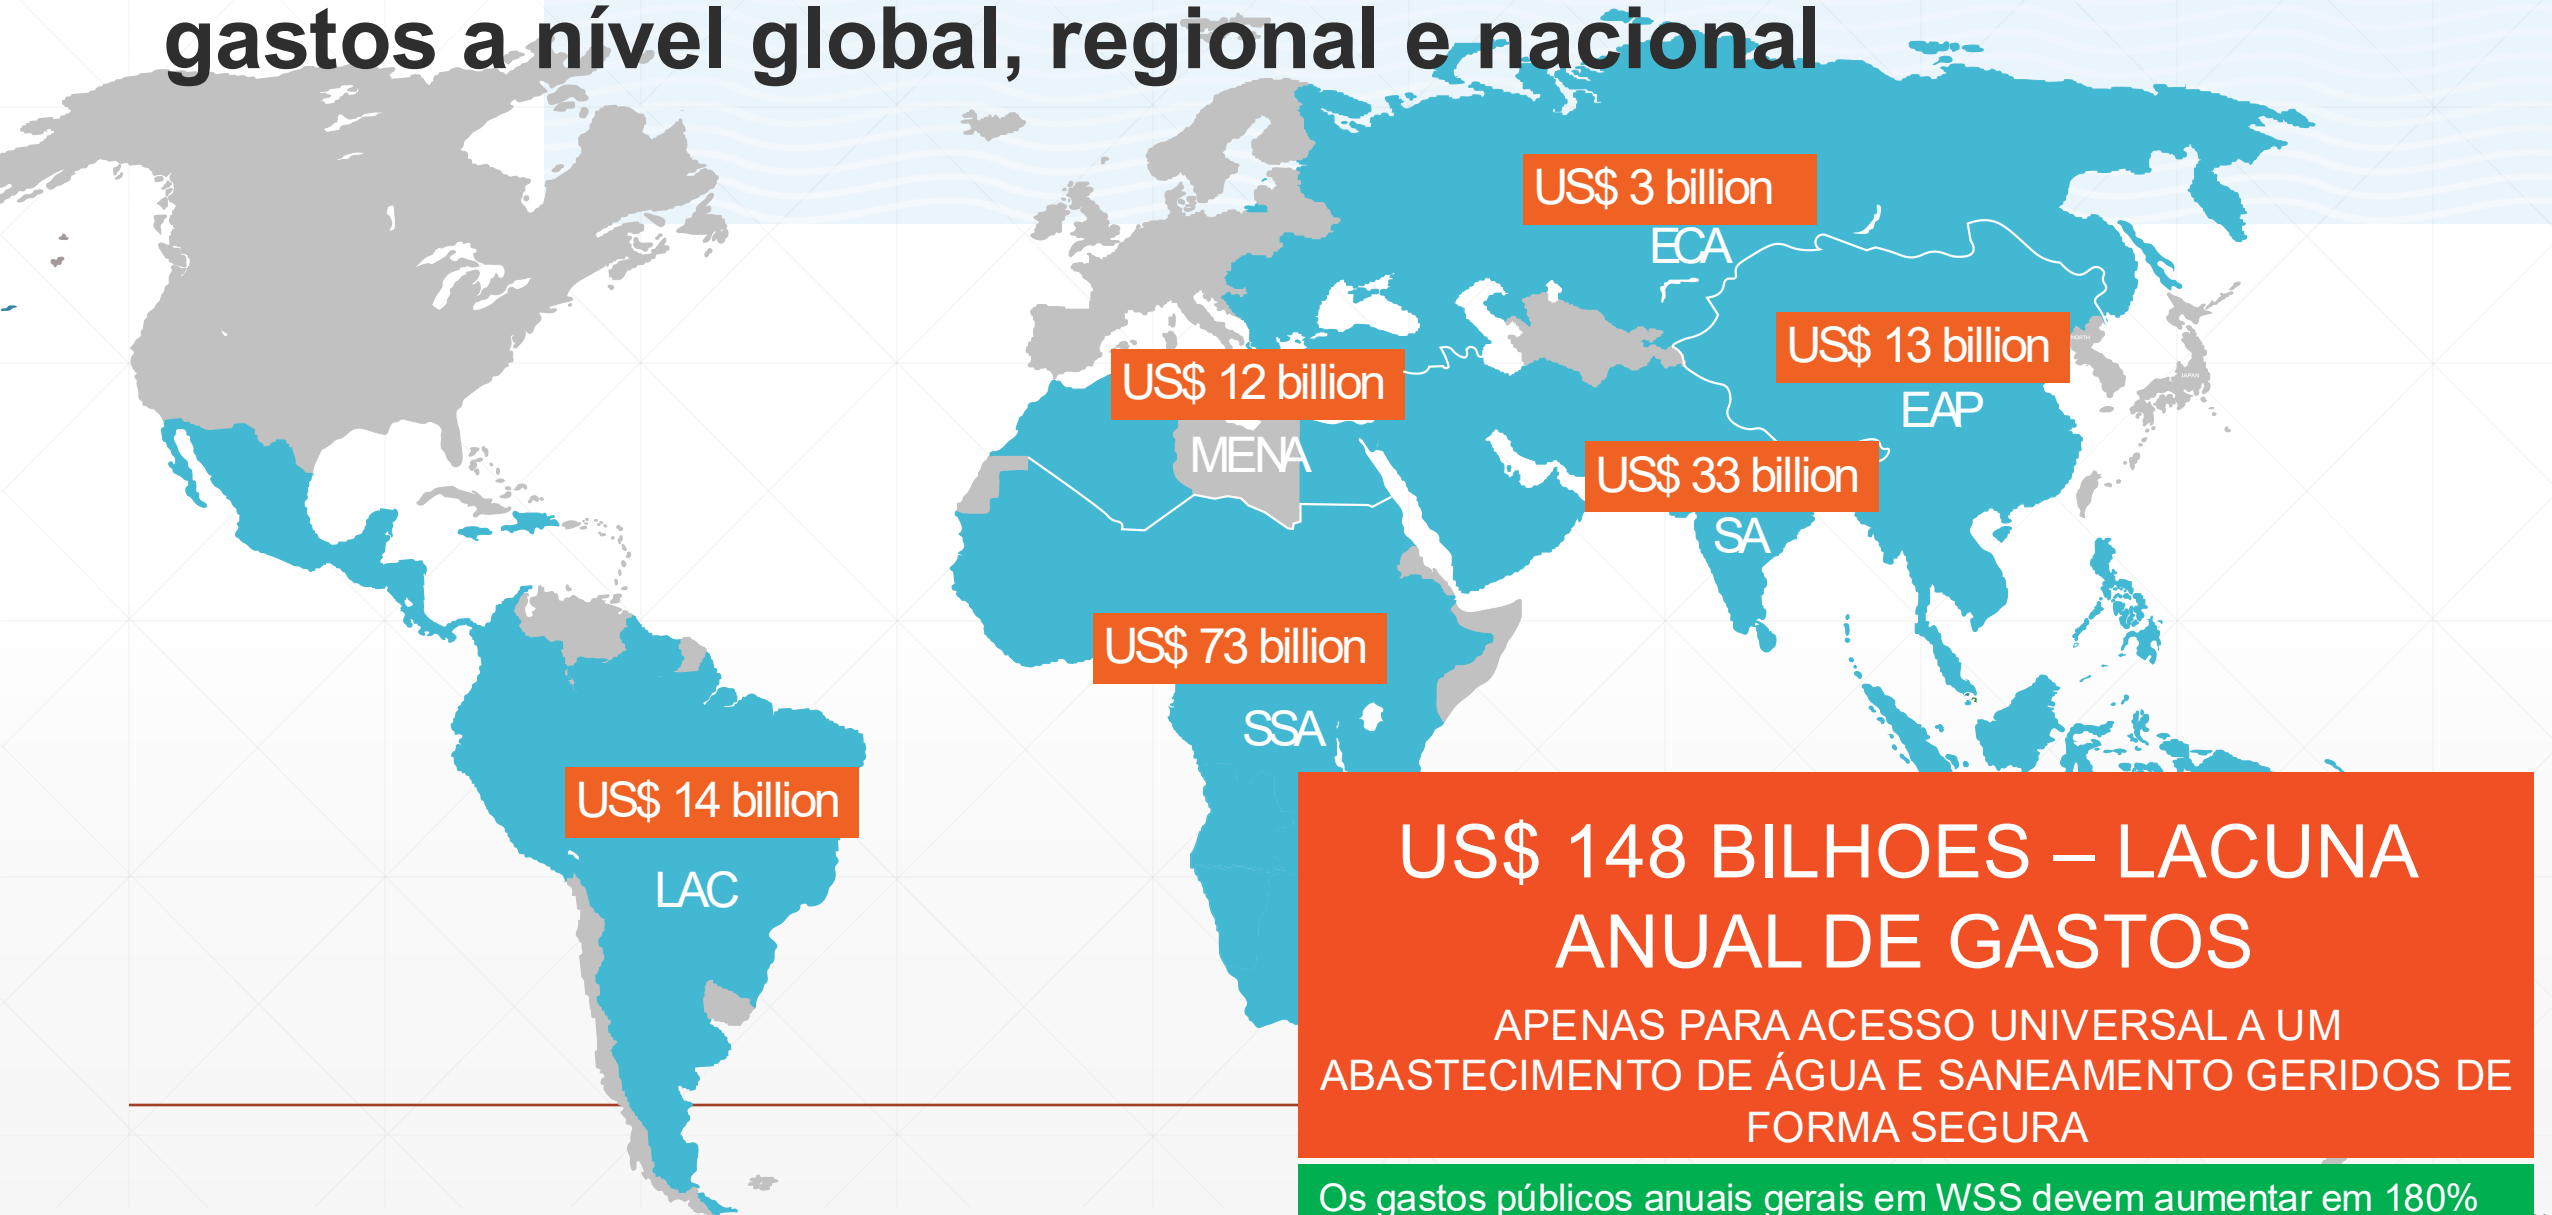 gastos a nível global, regional e nacional
US$ 3 billion
ECA
US$ 13 billion
EAP
NORTH
JAPAN
US$ 12 billion
MENA
US$ 33 billion
SA
US$ 73 billion
SSA
US$ 14 billion
LAC
US$ 148 BILHOES – LACUNA
ANUAL DE GASTOS
APENAS PARA ACESSO UNIVERSAL A UM
ABASTECIMENTO DE ÁGUA E SANEAMENTO GERIDOS DE
FORMA SEGURA
Os gastos públicos anuais gerais em WSS devem aumentar em 180%